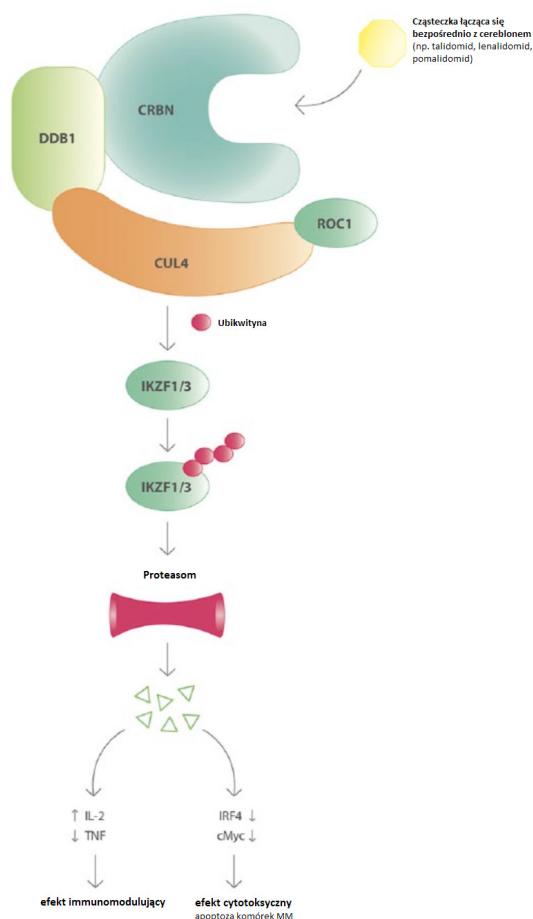 Cząsteczka łącząca się
bezpośrednio z cereblonem
(np. talidomid, lenalidomid,
pomalidomid)
CRBN
DDB1
ROC1
CUL4
Ubikwityna
IKZF1/3
IKZF1/3
Proteasom
↑ IL-2
↓ TNF
IRF4 ↓
cMyc ↓
efekt immunomodulujący
efekt cytotoksyczny
apoptoza komórek MM